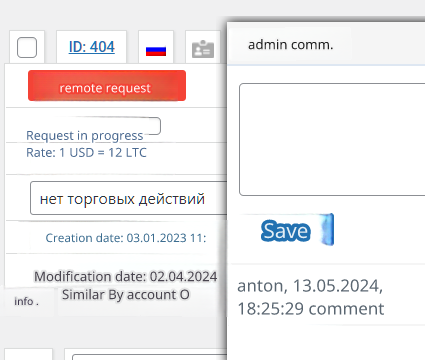 ID: 404
remote request
Request in progress
Rate: 1 USD = 12 LTC
нет торговых действий
Creation date: 03.01.2023 11:
Modification date: 02.04.2024
info .
Similar By account O
admin comm.
Save
anton, 13.05.2024,
18:25:29 comment